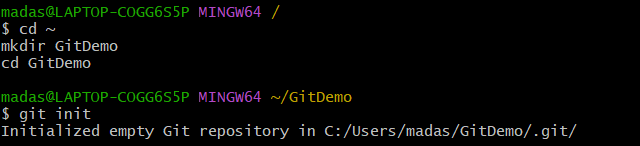 madas@LAPTOP-COGG6S5P MINGW64 /
$ cd ~
mkdir GitDemo
cd GitDemo
madas@LAPTOP-COGG6S5P MINGW64 ~/GitDemo
$ git init
Initialized empty Git repository in C:/Users/madas/GitDemo/.git/